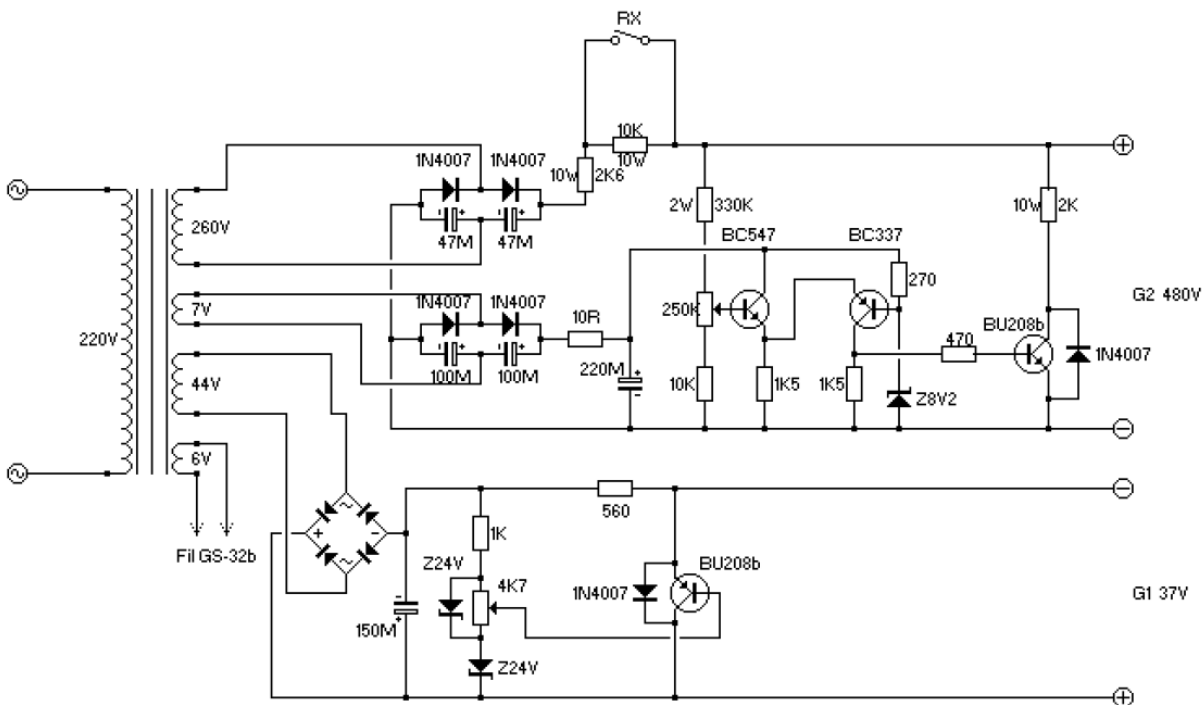 RX
10K
10W
1N4007 1N4007
10W 2K6
260V
47M 47M
2W 330K
10W 2K
BC547 BC337
7V
1N4007 1N4007
10R
250K
270
G2 480V
220V
470
BU208b
1N4007
100M 100M
220M
44V
10K
1K5
1K5
Z8V2
6V
560
Fil GS-32b
1K
Z24V
4K7
BU208b
1N4007
G1 37V
150M
Z24V